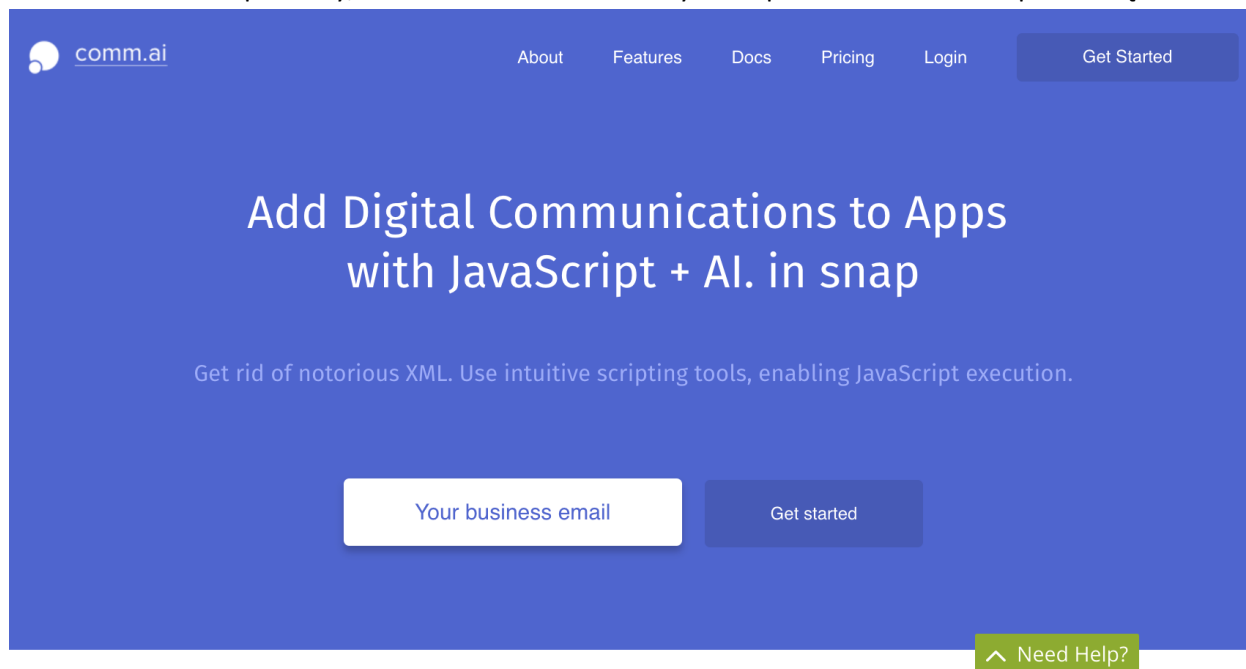 comm.ai
About Features Docs Pricing Login Get Started
Add Digital Communications to Apps
with JavaScript + AI. in snap
Get rid of notorious XML. Use intuitive scripting tools, enabling JavaScript execution.
Your business email Get started
Need Help?